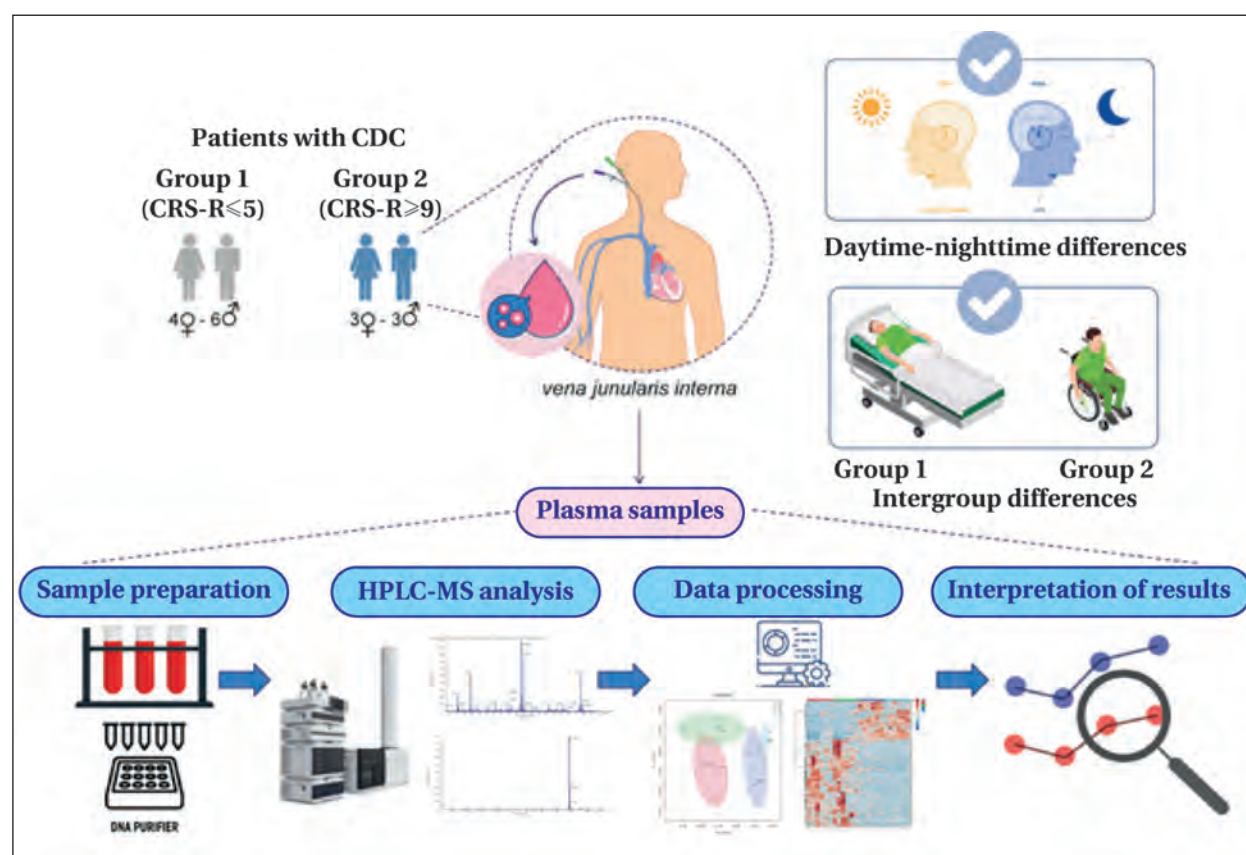 Patients with CDC
Group 1
(CRS-R≤5)
Group 2
(CRS-R≥9)
4♀ - 6♂
3♀ - 3♂
vena junularis interna
Daytime-nighttime differences
Group 1
Group 2
Intergroup differences
Plasma samples
Sample preparation
HPLC-MS analysis
Data processing
Interpretation of results
DNA PURIFIER